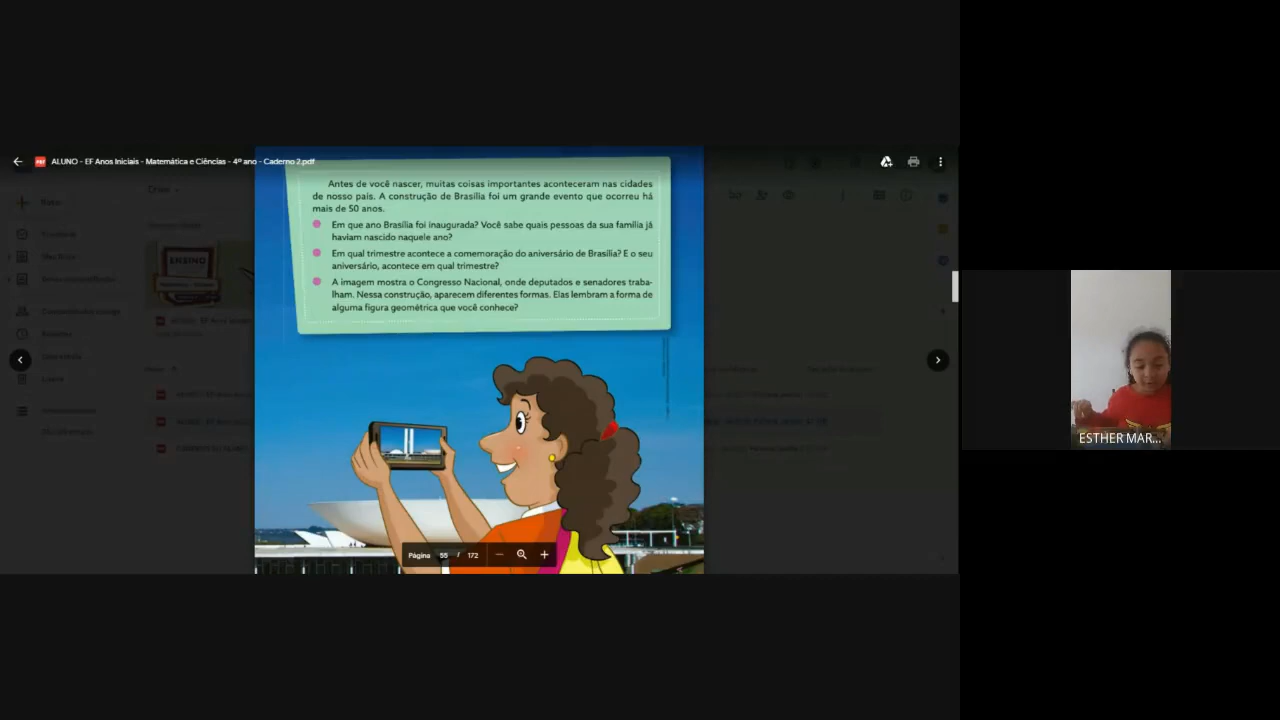 ALUNO - EF Anos Iniciais - Matemática e Ciências - 4º ano - Caderno 2.pdf
Antes de você nascer, muitas coisas importantes aconteceram nas cidades
de nosso país. A construção de Brasília foi um grande evento que ocorreu há
mais de 50 anos.
Em que ano Brasília foi inaugurada? Você sabe quais pessoas da sua família já
haviam nascido naquele ano?
Em qual trimestre acontece a comemoração do aniversário de Brasília? E o seu
aniversário, acontece em qual trimestre?
A imagem mostra o Congresso Nacional, onde deputados e senadores traba-
lham. Nessa construção, aparecem diferentes formas. Elas lembram a forma de
alguma figura geométrica que você conhece?
ENSINO
Página 55 / 172
ESTHER MAR...